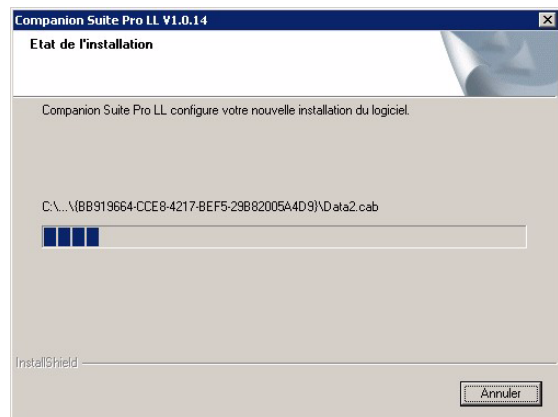 Companion Suite Pro LL V1.0.14
Etat de l'installation
Companion Suite Pro LL configure votre nouvelle installation du logiciel.
C:\...\{BB919664-CCE8-4217-BEF5-29B82005A4D9}\Data2.cab
InstallShield
Annuler